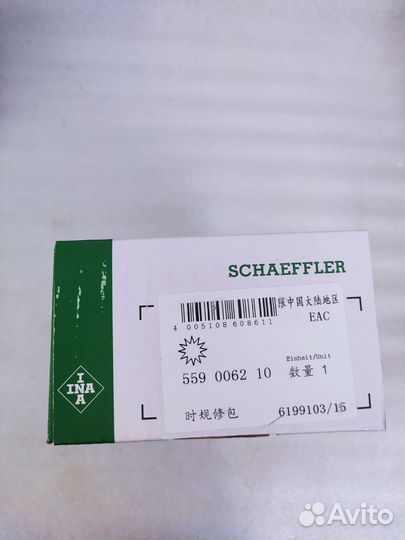 SCHAEFFLER
限中国大陆地区
EAC
4 005108 608611
Einheit/Unit
559 0062 10 数量 1
时规修包 6199103/15
INA
INA
Avito